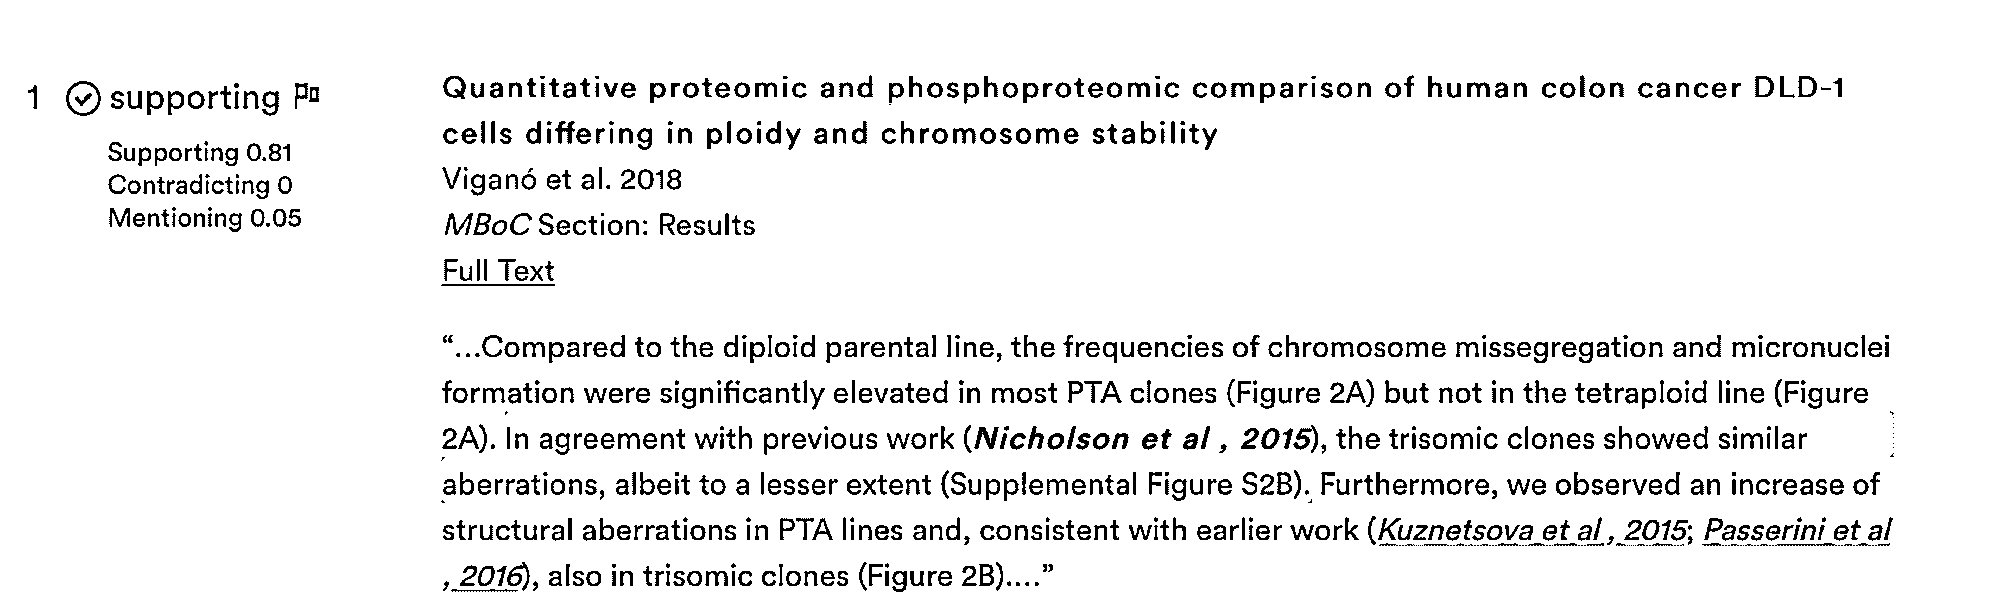 1 supporting
Supporting 0.81
Contradicting 0
Mentioning 0.05
Quantitative proteomic and phosphoproteomic comparison of human colon cancer DLD-1
cells differing in ploidy and chromosome stability
Viganó et al. 2018
MBoC Section: Results
Full Text
“...Compared to the diploid parental line, the frequencies of chromosome missegregation and micronuclei
formation were significantly elevated in most PTA clones (Figure 2A) but not in the tetraploid line (Figure
2A). In agreement with previous work (Nicholson et al , 2015), the trisomic clones showed similar
aberrations, albeit to a lesser extent (Supplemental Figure S2B). Furthermore, we observed an increase of
structural aberrations in PTA lines and, consistent with earlier work (Kuznetsova et al , 2015; Passerini et al
, 2016), also in trisomic clones (Figure 2B)....”